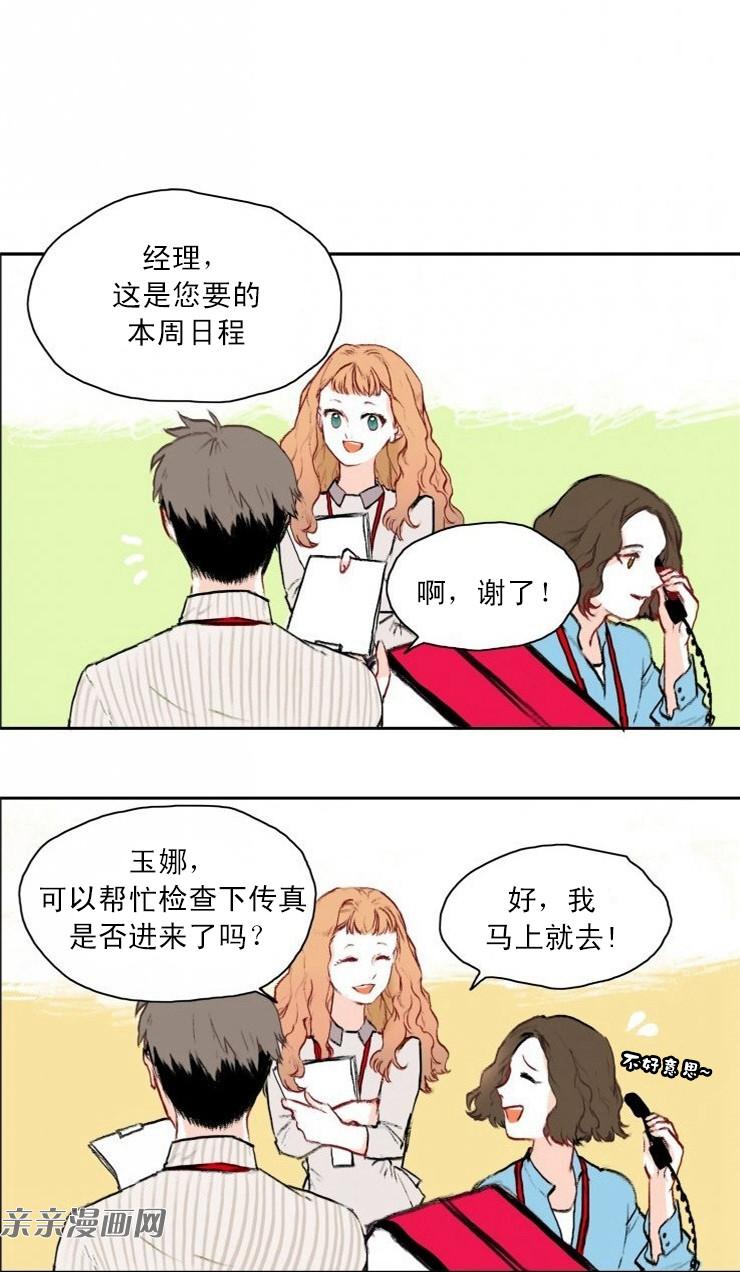 经理，
这是您要的
本周日程
啊，谢了！
玉娜，
可以帮忙检查下传真
是否进来了吗？
好，我
马上就去！
不好意思~
亲亲漫画网